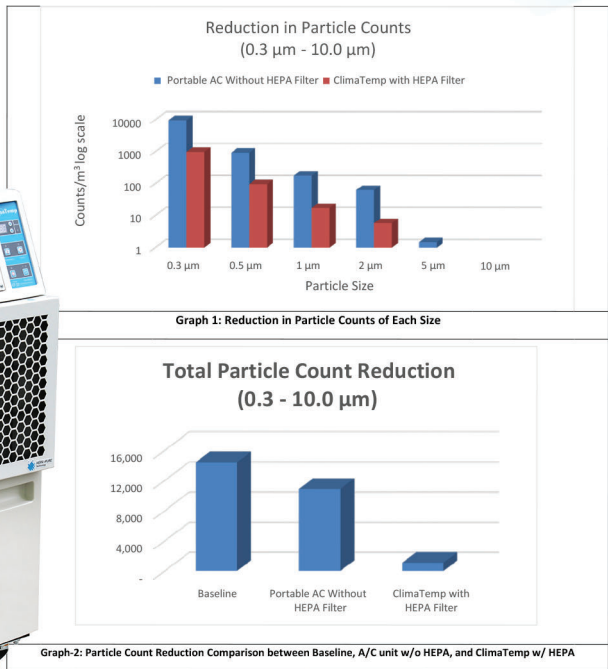 Reduction in Particle Counts
(0.3 µm - 10.0 µm)
Portable AC Without HEPA Filter
ClimaTemp with HEPA Filter
Counts/m³ log scale
10000
1000
100
10
1
0.3 µm
0.5 µm
1 µm
2 µm
5 µm
10 µm
Particle Size
Graph 1: Reduction in Particle Counts of Each Size
Total Particle Count Reduction
(0.3 - 10.0 µm)
16,000
12,000
8,000
4,000
-
Baseline
Portable AC Without
HEPA Filter
ClimaTemp with
HEPA Filter
Graph-2: Particle Count Reduction Comparison between Baseline, A/C unit w/o HEPA, and ClimaTemp w/ HEPA